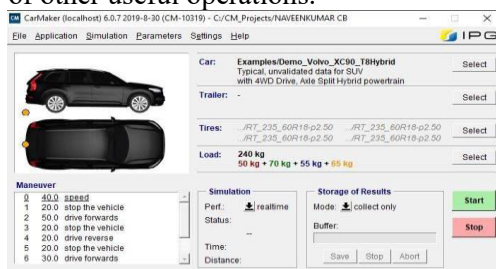 of other useful operations.
CarMaker (localhost) 6.0.7 2019-8-30 (CM-10319) - C:/CM_Projects/NAVEENKUMAR CB
File Application Simulation Parameters Settings Help
IPG
Car: Examples/Demo_Volvo_XC90_T8Hybrid Select
Typical, unvalidated data for SUV
with 4WD Drive, Axle Split Hybrid powertrain
Trailer: - Select
Tires: ../RT_235_60R18-p2.50 ../RT_235_60R18-p2.50 Select
../RT_235_60R18-p2.50 ../RT_235_60R18-p2.50
Load: 240 kg Select
50 kg + 70 kg + 55 kg + 65 kg
Maneuver
0 40.0 speed
1 20.0 stop the vehicle
2 50.0 drive forwards
3 20.0 stop the vehicle
4 20.0 drive reverse
5 20.0 stop the vehicle
6 30.0 drive forwards
Simulation
Perf.: realtime
Status:
--
Time:
Distance:
Storage of Results
Mode: collect only
Buffer:
Save Stop Abort
Start
Stop